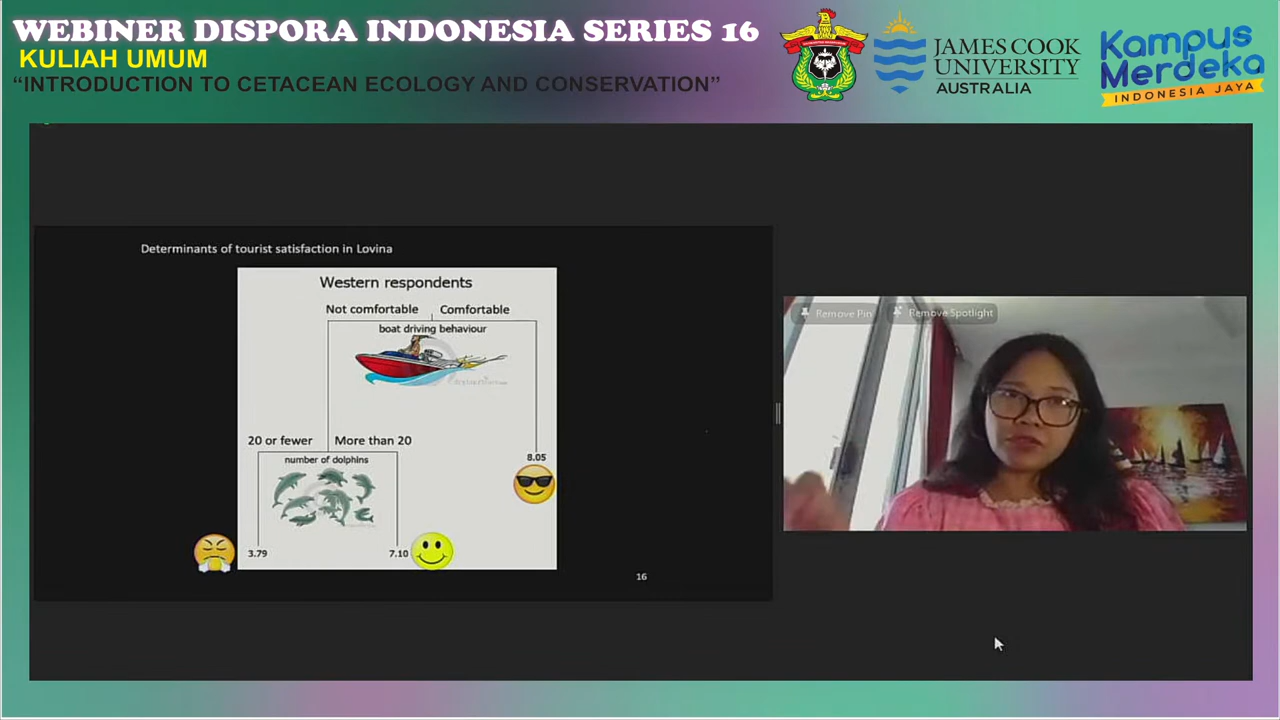 WEBINER DISPORA INDONESIA SERIES 16
KULIAH UMUM
“INTRODUCTION TO CETACEAN ECOLOGY AND CONSERVATION”
JAMES COOK
UNIVERSITY
AUSTRALIA
Kampus
Merdeka
INDONESIA JAYA
Determinants of tourist satisfaction in Lovina
Western respondents
Not comfortable Comfortable
boat driving behaviour
20 or fewer More than 20
number of dolphins
8.05
3.79 7.10
16
Remove Pin Remove Spotlight